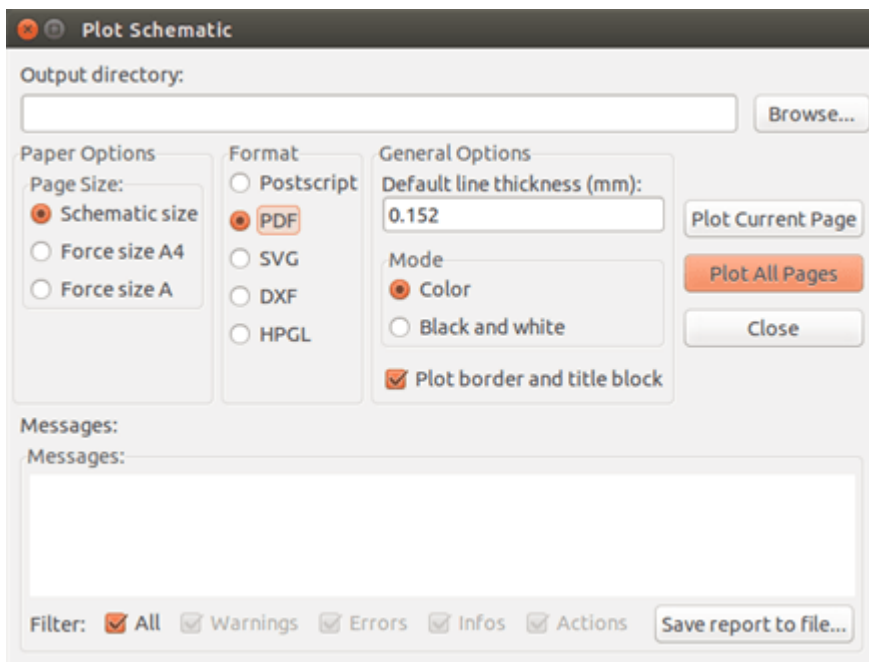 Plot Schematic
Output directory:
Browse...
Paper Options
Page Size:
Schematic size
Force size A4
Force size A
Format
Postscript
PDF
SVG
DXF
HPGL
General Options
Default line thickness (mm):
0.152
Mode
Color
Black and white
Plot border and title block
Plot Current Page
Plot All Pages
Close
Messages:
Messages:
Filter: All Warnings Errors Infos Actions Save report to file...